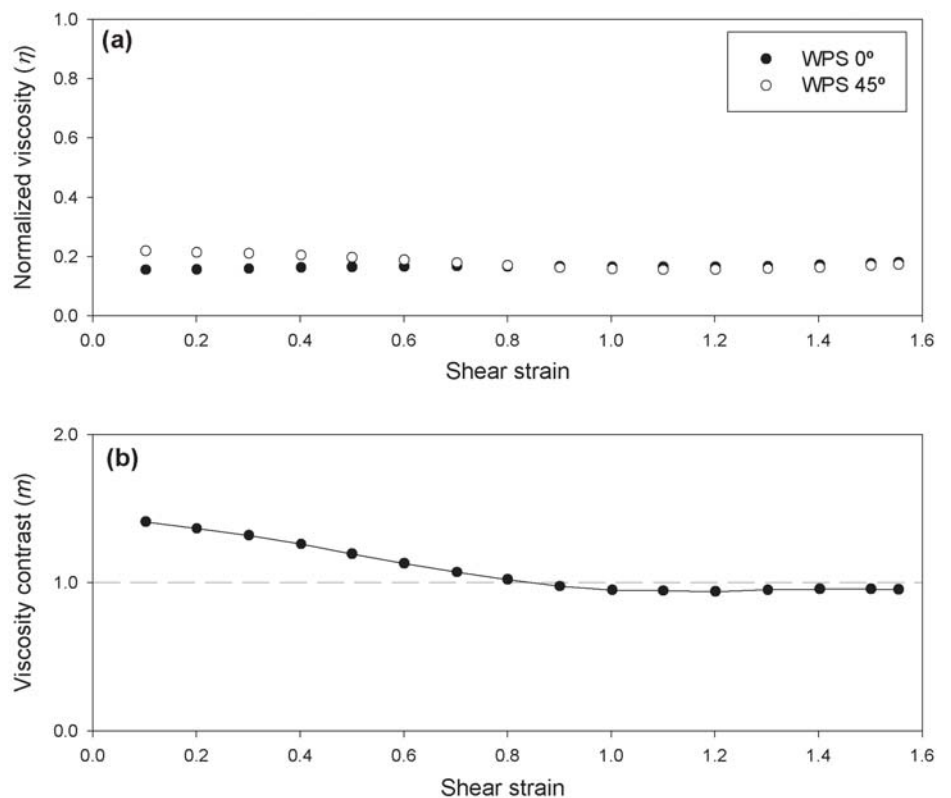 (a)
WPS 0º
WPS 45º
Normalized viscosity (η)
1.0
0.8
0.6
0.4
0.2
0.0
0.0 0.2 0.4 0.6 0.8 1.0 1.2 1.4 1.6
Shear strain
(b)
Viscosity contrast (m)
2.0
1.0
0.0
0.0 0.2 0.4 0.6 0.8 1.0 1.2 1.4 1.6
Shear strain